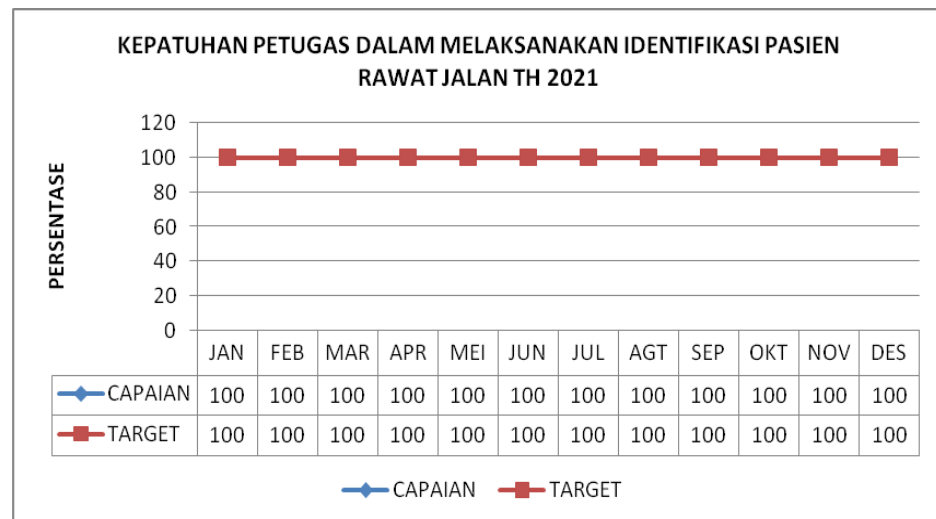 KEPATUHAN PETUGAS DALAM MELAKSANAKAN IDENTIFIKASI PASIEN
RAWAT JALAN TH 2021
PERSENTASE
120
100
80
60
40
20
0
JAN FEB MAR APR MEI JUN JUL AGT SEP OKT NOV DES
CAPAIAN 100 100 100 100 100 100 100 100 100 100 100 100
TARGET 100 100 100 100 100 100 100 100 100 100 100 100
CAPAIAN TARGET